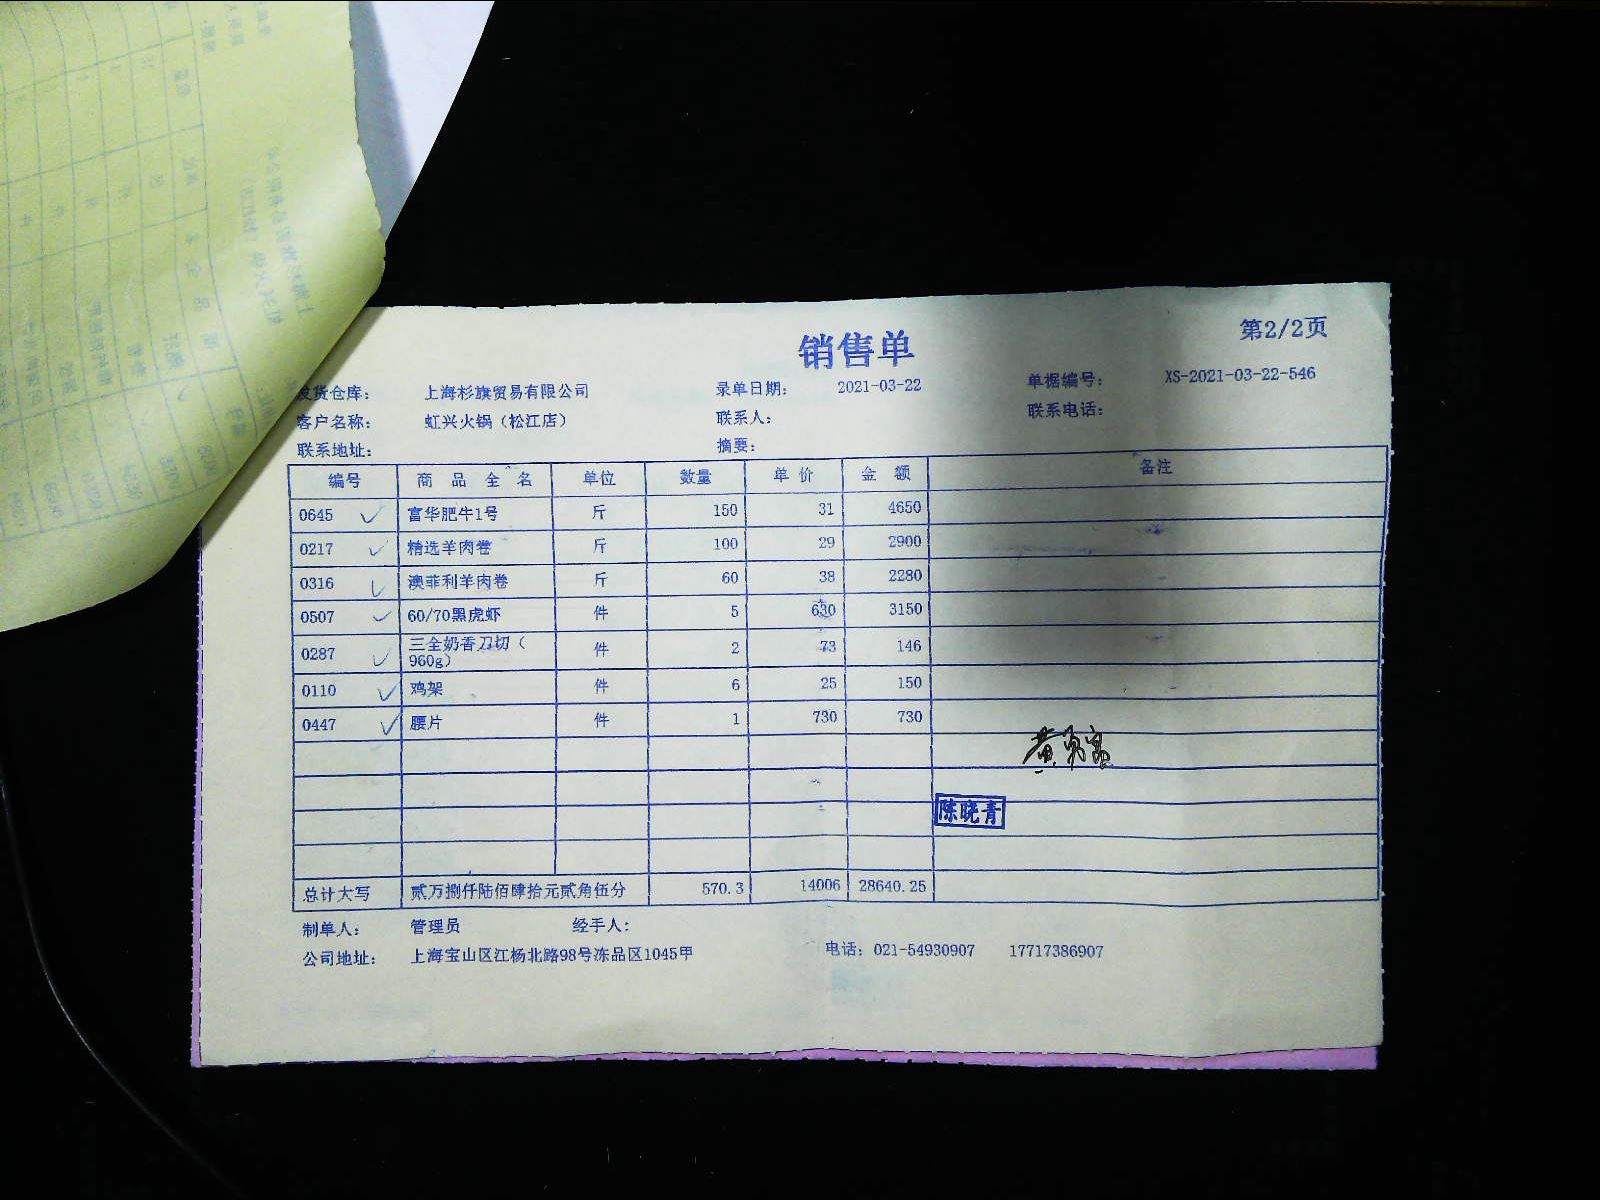 销售单
第2/2页
发货仓库： 上海杉旗贸易有限公司 录单日期： 2021-03-22 单据编号： XS-2021-03-22-546
客户名称： 虹兴火锅（松江店） 联系人： 联系电话：
联系地址： 摘要：
编号 商品全名 单位 数量 单价 金额 备注
0645 富华肥牛1号 斤 150 31 4650
0217 精选羊肉卷 斤 100 29 2900
0316 澳菲利羊肉卷 斤 60 38 2280
0507 60/70黑虎虾 件 5 630 3150
0287 三全奶香刀切（960g） 件 2 73 146
0110 鸡架 件 6 25 150
0447 腰片 件 1 730 730
陈晓青
总计大写 贰万捌仟陆佰肆拾元贰角伍分 570.3 14006 28640.25
制单人： 管理员 经手人：
公司地址： 上海宝山区江杨北路98号冻品区1045甲 电话：021-54930907 17717386907